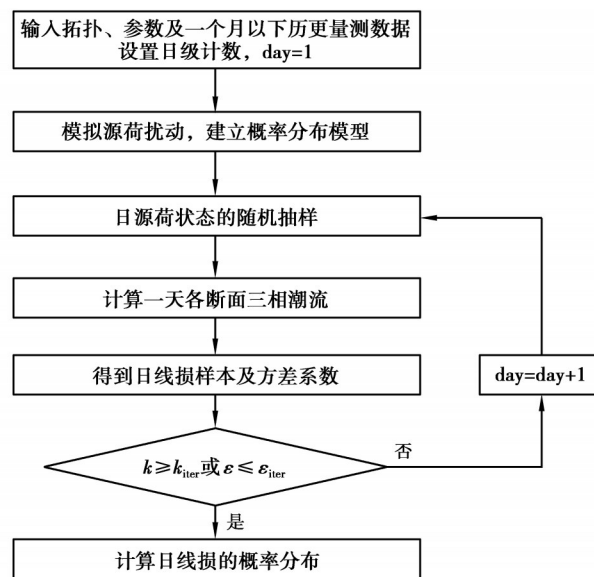 输入拓扑、参数及一个月以下历更量测数据
设置日级计数，day=1
模拟源荷扰动，建立概率分布模型
日源荷状态的随机抽样
计算一天各断面三相潮流
得到日线损样本及方差系数
day=day+1
k≥k_iter或ε≤ε_iter
否
是
计算日线损的概率分布